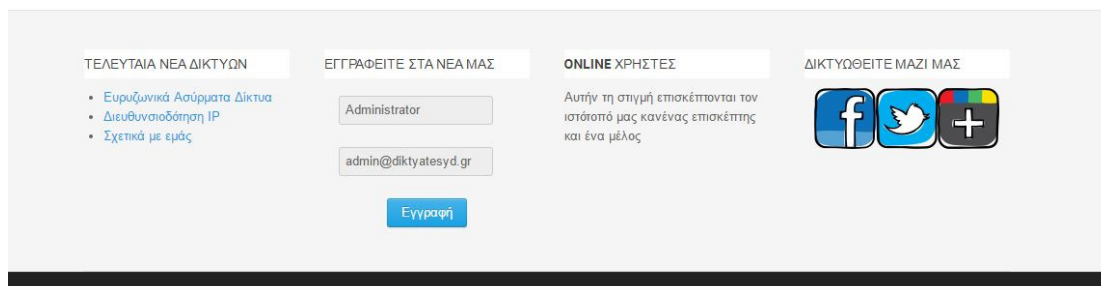 ΤΕΛΕΥΤΑΙΑ ΝΕΑ ΔΙΚΤΥΩΝ
Ευρυζωνικά Ασύρματα Δίκτυα
Διευθυνσιοδότηση IP
Σχετικά με εμάς
ΕΓΓΡΑΦΕΙΤΕ ΣΤΑ ΝΕΑ ΜΑΣ
Administrator
admin@diktyatesyd.gr
Εγγραφή
ONLINE ΧΡΗΣΤΕΣ
Αυτήν τη στιγμή επισκέπτονται τον
ιστότοπό μας κανένας επισκέπτης
και ένα μέλος
ΔΙΚΤΥΩΘΕΙΤΕ ΜΑΖΙ ΜΑΣ